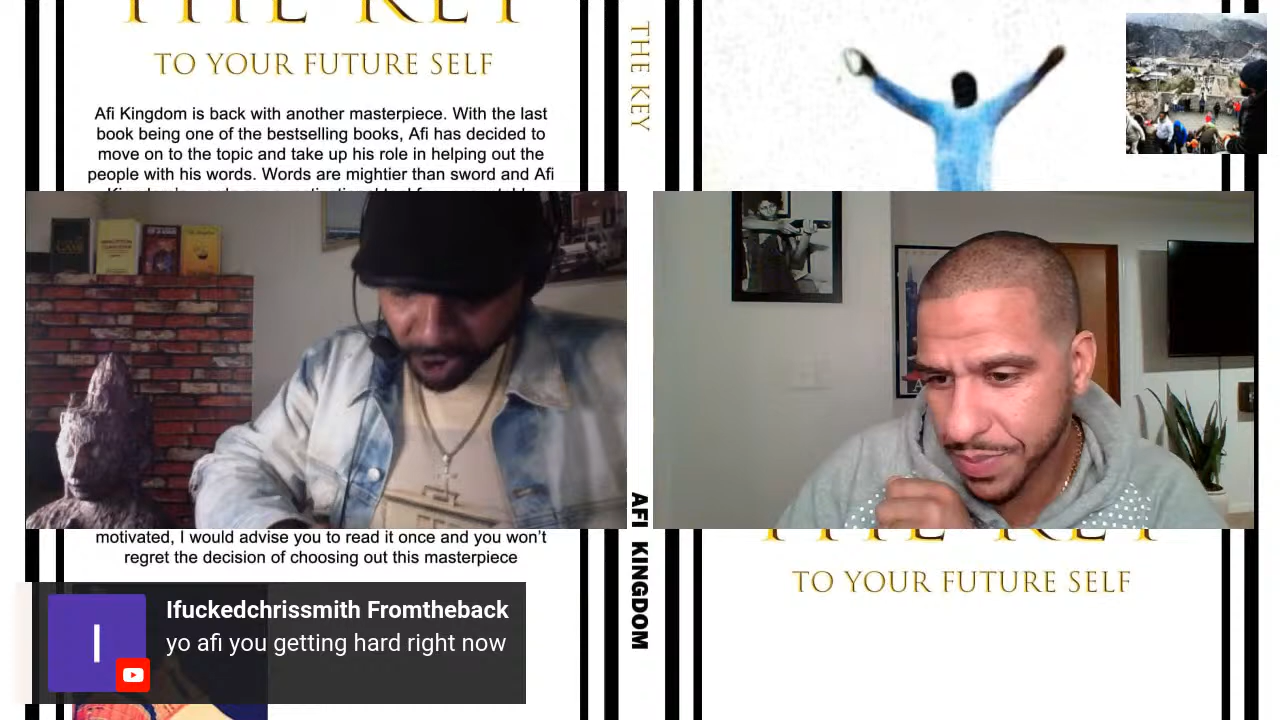 THE KEY
TO YOUR FUTURE SELF
Afi Kingdom is back with another masterpiece. With the last
book being one of the bestselling books, Afi has decided to
move on to the topic and take up his role in helping out the
people with his words. Words are mightier than sword and Afi
motivated, I would advise you to read it once and you won’t
regret the decision of choosing out this masterpiece
THE KEY
AFI KINGDOM
THE KEY
TO YOUR FUTURE SELF
I
Ifuckedchrissmith Fromtheback
yo afi you getting hard right now